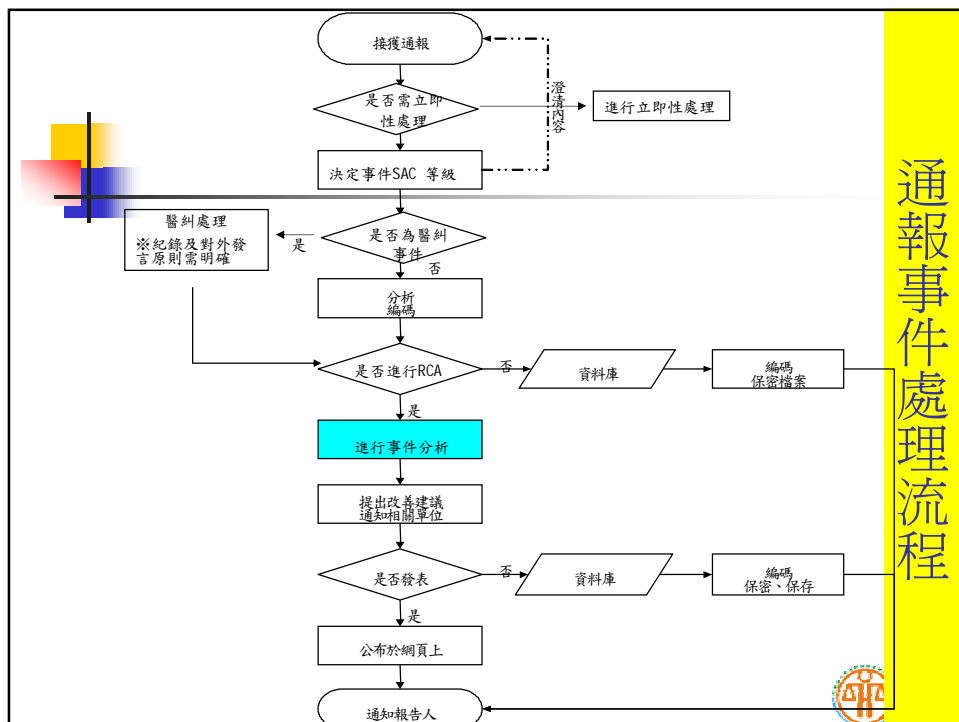 通報事件處理流程
接獲通報
是否需立即
性處理
澄清內容
進行立即性處理
決定事件SAC 等級
醫糾處理
※紀錄及對外發
言原則需明確
是
是否為醫糾
事件
否
分析
編碼
是否進行RCA
否
資料庫
編碼
保密檔案
是
進行事件分析
提出改善建議
通知相關單位
是否發表
否
資料庫
編碼
保密、保存
是
公布於網頁上
通知報告人